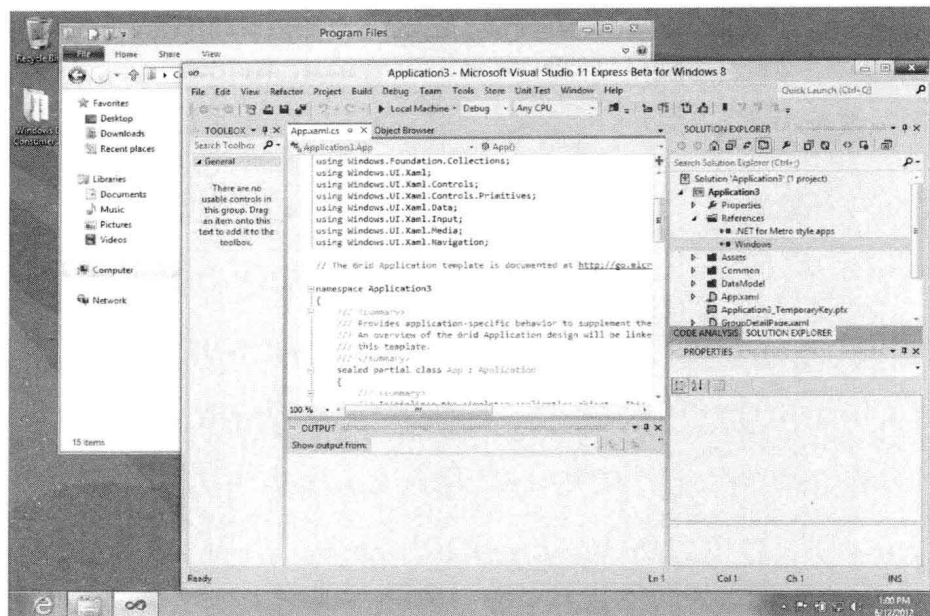 Recycle Bin
Program Files
File Home Share View
Favorites
Desktop
Downloads
Recent places
Libraries
Documents
Music
Pictures
Videos
Computer
Network
15 items
Application3 - Microsoft Visual Studio 11 Express Beta for Windows 8
File Edit View Refactor Project Build Debug Team Tools Store Unit Test Window Help
Quick Launch (Ctrl+Q)
Local Machine Debug Any CPU
TOOLBOX
Search Toolbox
General
There are no
usable controls in
this group. Drag
an item onto this
text to add it to the
toolbox.
App.xaml.cs Object Browser
Application3.App App()
using Windows.Foundation.Collections;
using Windows.UI.Xaml;
using Windows.UI.Xaml.Controls;
using Windows.UI.Xaml.Controls.Primitives;
using Windows.UI.Xaml.Data;
using Windows.UI.Xaml.Input;
using Windows.UI.Xaml.Media;
using Windows.UI.Xaml.Navigation;
// The Grid Application template is documented at http://go.micr
namespace Application3
{
/// <summary>
/// Provides application-specific behavior to supplement the
/// An overview of the Grid Application design will be linke
/// this template.
/// </summary>
sealed partial class App : Application
{
/// <summary>
100 %
OUTPUT
Show output from:
SOLUTION EXPLORER
Search Solution Explorer (Ctrl+;)
Solution 'Application3' (1 project)
Application3
Properties
References
.NET for Metro style apps
Windows
Assets
Common
DataModel
App.xaml
Application3_TemporaryKey.pfx
GroupDetailPage.xaml
CODE ANALYSIS SOLUTION EXPLORER
PROPERTIES
Ready Ln 1 Col 1 Ch 1 INS
1:00 PM
6/12/2012